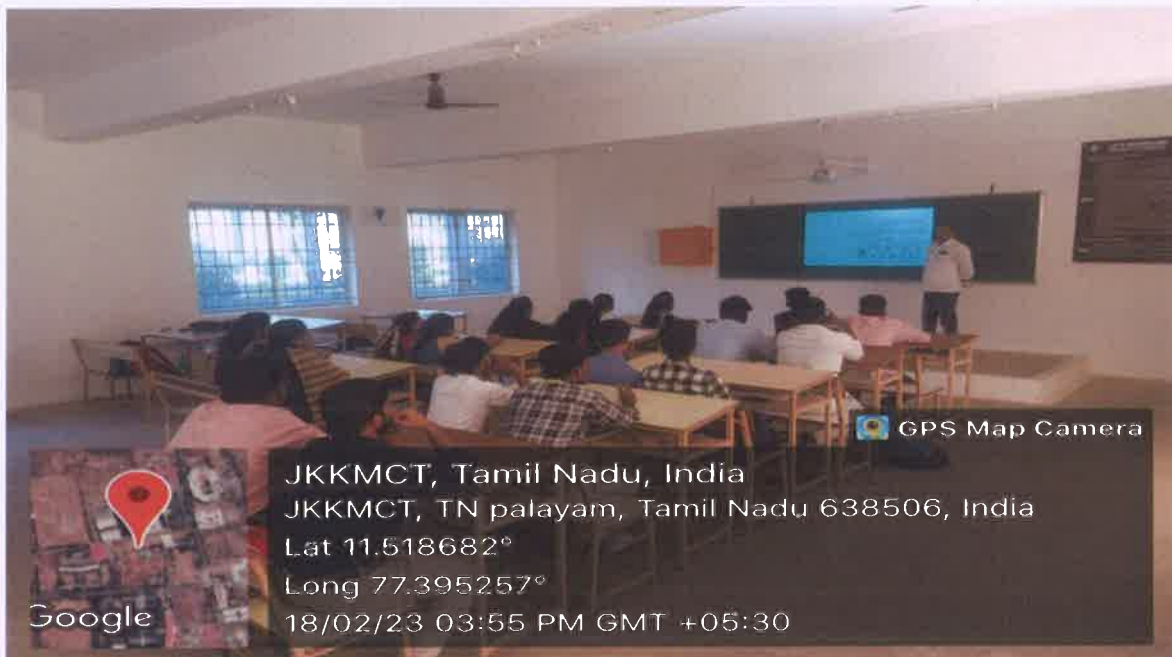 GPS Map Camera
JKKMCT, Tamil Nadu, India
JKKMCT, TN palayam, Tamil Nadu 638506, India
Lat 11.518682°
Long 77.395257°
18/02/23 03:55 PM GMT +05:30
Google